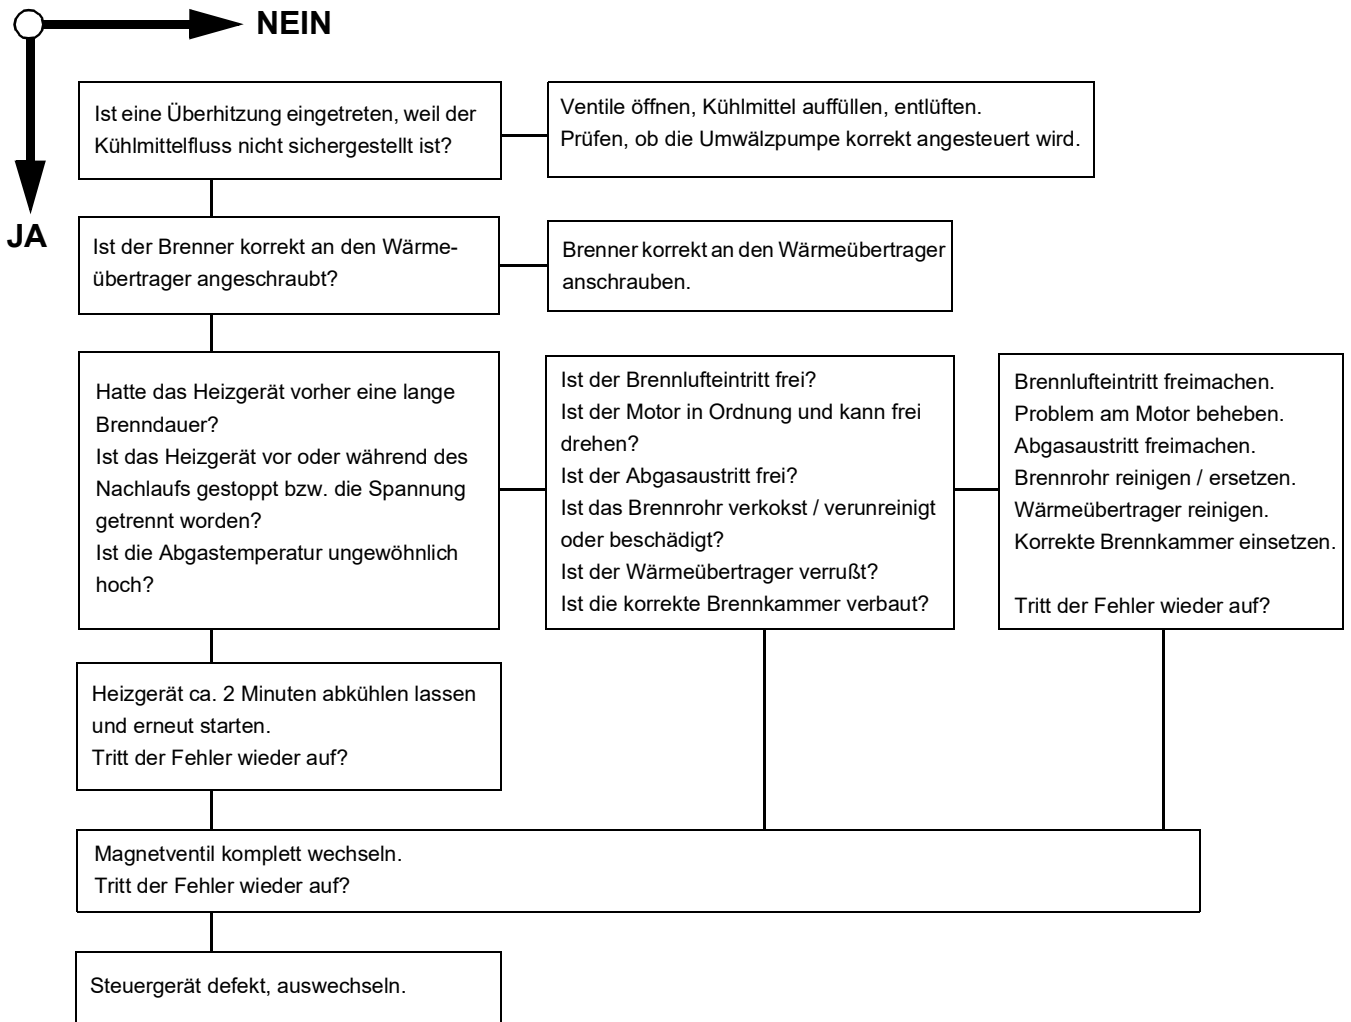 NEIN
JA
Ist eine Überhitzung eingetreten, weil der
Kühlmittelfluss nicht sichergestellt ist?
Ventile öffnen, Kühlmittel auffüllen, entlüften.
Prüfen, ob die Umwälzpumpe korrekt angesteuert wird.
Ist der Brenner korrekt an den Wärme-
übertrager angeschraubt?
Brenner korrekt an den Wärmeübertrager
anschrauben.
Hatte das Heizgerät vorher eine lange
Brenndauer?
Ist das Heizgerät vor oder während des
Nachlaufs gestoppt bzw. die Spannung
getrennt worden?
Ist die Abgastemperatur ungewöhnlich
hoch?
Ist der Brennlufteintritt frei?
Ist der Motor in Ordnung und kann frei
drehen?
Ist der Abgasaustritt frei?
Ist das Brennrohr verkokst / verunreinigt
oder beschädigt?
Ist der Wärmeübertrager verrußt?
Ist die korrekte Brennkammer verbaut?
Brennlufteintritt freimachen.
Problem am Motor beheben.
Abgasaustritt freimachen.
Brennrohr reinigen / ersetzen.
Wärmeübertrager reinigen.
Korrekte Brennkammer einsetzen.
Tritt der Fehler wieder auf?
Heizgerät ca. 2 Minuten abkühlen lassen
und erneut starten.
Tritt der Fehler wieder auf?
Magnetventil komplett wechseln.
Tritt der Fehler wieder auf?
Steuergerät defekt, auswechseln.